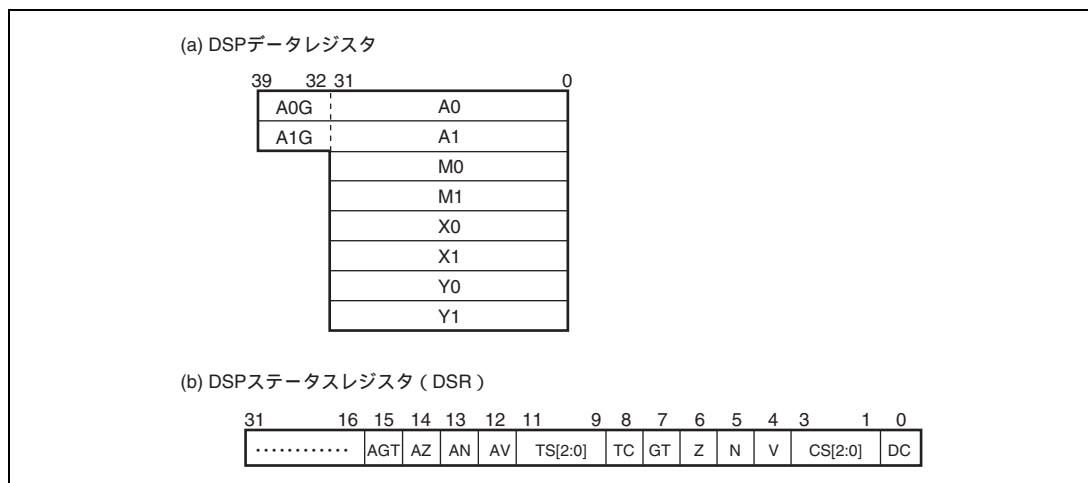 (a) DSPデータレジスタ
39 32 31 0
A0G A0
A1G A1
M0
M1
X0
X1
Y0
Y1
(b) DSPステータスレジスタ（DSR）
31 16 15 14 13 12 11 9 8 7 6 5 4 3 1 0
‥‥‥‥‥‥ AGT AZ AN AV TS[2:0] TC GT Z N V CS[2:0] DC